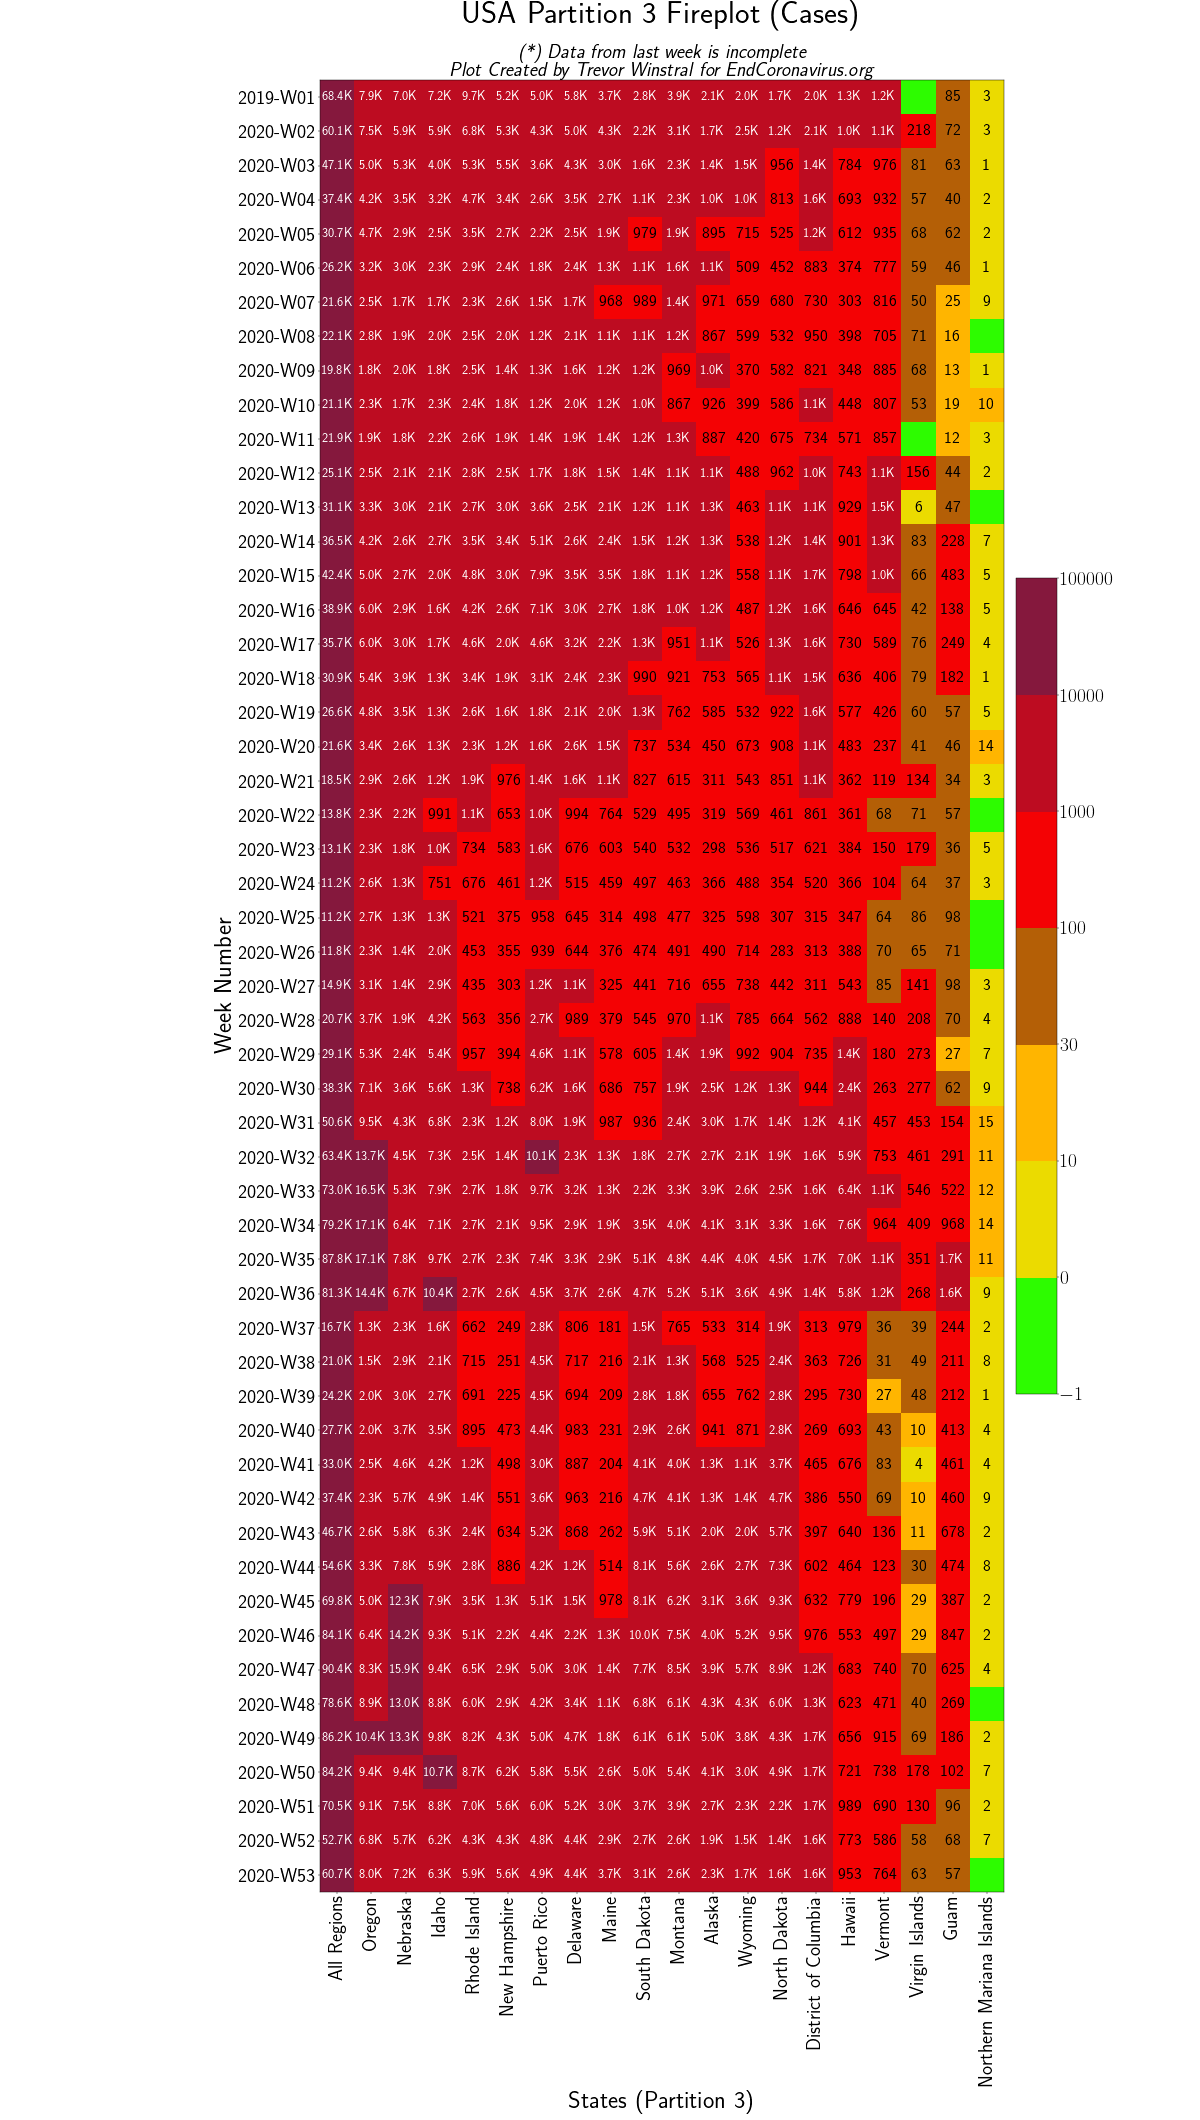 USA Partition 3 Fireplot (Cases)
(*) Data from last week is incomplete
Plot Created by Trevor Winstral for EndCoronavirus.org
2019-W01 68.4K 7.9K 7.0K 7.2K 9.7K 5.2K 5.0K 5.8K 3.7K 2.8K 3.9K 2.1K 2.0K 1.7K 2.0K 1.3K 1.2K 85 3
2020-W02 60.1K 7.5K 5.9K 5.9K 6.8K 5.3K 4.3K 5.0K 4.3K 2.2K 3.1K 1.7K 2.5K 1.2K 2.1K 1.0K 1.1K 218 72 3
2020-W03 47.1K 5.0K 5.3K 4.0K 5.3K 5.5K 3.6K 4.3K 3.0K 1.6K 2.3K 1.4K 1.5K 956 1.4K 784 976 81 63 1
2020-W04 37.4K 4.2K 3.5K 3.2K 4.7K 3.4K 2.6K 3.5K 2.7K 1.1K 2.3K 1.0K 1.0K 813 1.6K 693 932 57 40 2
2020-W05 30.7K 4.7K 2.9K 2.5K 3.5K 2.7K 2.2K 2.5K 1.9K 979 1.9K 895 715 525 1.2K 612 935 68 62 2
2020-W06 26.2K 3.2K 3.0K 2.3K 2.9K 2.4K 1.8K 2.4K 1.3K 1.1K 1.6K 1.1K 509 452 883 374 777 59 46 1
2020-W07 21.6K 2.5K 1.7K 1.7K 2.3K 2.6K 1.5K 1.7K 968 989 1.4K 971 659 680 730 303 816 50 25 9
2020-W08 22.1K 2.8K 1.9K 2.0K 2.5K 2.0K 1.2K 2.1K 1.1K 1.1K 1.2K 867 599 532 950 398 705 71 16
2020-W09 19.8K 1.8K 2.0K 1.8K 2.5K 1.4K 1.3K 1.6K 1.2K 1.2K 969 1.0K 370 582 821 348 885 68 13 1
2020-W10 21.1K 2.3K 1.7K 2.3K 2.4K 1.8K 1.2K 2.0K 1.2K 1.0K 867 926 399 586 1.1K 448 807 53 19 10
2020-W11 21.9K 1.9K 1.8K 2.2K 2.6K 1.9K 1.4K 1.9K 1.4K 1.2K 1.3K 887 420 675 734 571 857 12 3
2020-W12 25.1K 2.5K 2.1K 2.1K 2.8K 2.5K 1.7K 1.8K 1.5K 1.4K 1.1K 1.1K 488 962 1.0K 743 1.1K 156 44 2
2020-W13 31.1K 3.3K 3.0K 2.1K 2.7K 3.0K 3.6K 2.5K 2.1K 1.2K 1.1K 1.3K 463 1.1K 1.1K 929 1.5K 6 47
2020-W14 36.5K 4.2K 2.6K 2.7K 3.5K 3.4K 5.1K 2.6K 2.4K 1.5K 1.2K 1.3K 538 1.2K 1.4K 901 1.3K 83 228 7
2020-W15 42.4K 5.0K 2.7K 2.0K 4.8K 3.0K 7.9K 3.5K 3.5K 1.8K 1.1K 1.2K 558 1.1K 1.7K 798 1.0K 66 483 5
2020-W16 38.9K 6.0K 2.9K 1.6K 4.2K 2.6K 7.1K 3.0K 2.7K 1.8K 1.0K 1.2K 487 1.2K 1.6K 646 645 42 138 5
2020-W17 35.7K 6.0K 3.0K 1.7K 4.6K 2.0K 4.6K 3.2K 2.2K 1.3K 951 1.1K 526 1.3K 1.6K 730 589 76 249 4
2020-W18 30.9K 5.4K 3.9K 1.3K 3.4K 1.9K 3.1K 2.4K 2.3K 990 921 753 565 1.1K 1.5K 636 406 79 182 1
2020-W19 26.6K 4.8K 3.5K 1.3K 2.6K 1.6K 1.8K 2.1K 2.0K 1.3K 762 585 532 922 1.6K 577 426 60 57 5
2020-W20 21.6K 3.4K 2.6K 1.3K 2.3K 1.2K 1.6K 2.6K 1.5K 737 534 450 673 908 1.1K 483 237 41 46 14
2020-W21 18.5K 2.9K 2.6K 1.2K 1.9K 976 1.4K 1.6K 1.1K 827 615 311 543 851 1.1K 362 119 134 34 3
2020-W22 13.8K 2.3K 2.2K 991 1.1K 653 1.0K 994 764 529 495 319 569 461 861 361 68 71 57
2020-W23 13.1K 2.3K 1.8K 1.0K 734 583 1.6K 676 603 540 532 298 536 517 621 384 150 179 36 5
2020-W24 11.2K 2.6K 1.3K 751 676 461 1.2K 515 459 497 463 366 488 354 520 366 104 64 37 3
2020-W25 11.2K 2.7K 1.3K 1.3K 521 375 958 645 314 498 477 325 598 307 315 347 64 86 98
2020-W26 11.8K 2.3K 1.4K 2.0K 453 355 939 644 376 474 491 490 714 283 313 388 70 65 71
2020-W27 14.9K 3.1K 1.4K 2.9K 435 303 1.2K 1.1K 325 441 716 655 738 442 311 543 85 141 98 3
2020-W28 20.7K 3.7K 1.9K 4.2K 563 356 2.7K 989 379 545 970 1.1K 785 664 562 888 140 208 70 4
2020-W29 29.1K 5.3K 2.4K 5.4K 957 394 4.6K 1.1K 578 605 1.4K 1.9K 992 904 735 1.4K 180 273 27 7
2020-W30 38.3K 7.1K 3.6K 5.6K 1.3K 738 6.2K 1.6K 686 757 1.9K 2.5K 1.2K 1.3K 944 2.4K 263 277 62 9
2020-W31 50.6K 9.5K 4.3K 6.8K 2.3K 1.2K 8.0K 1.9K 987 936 2.4K 3.0K 1.7K 1.4K 1.2K 4.1K 457 453 154 15
2020-W32 63.4K 13.7K 4.5K 7.3K 2.5K 1.4K 10.1K 2.3K 1.3K 1.8K 2.7K 2.7K 2.1K 1.9K 1.6K 5.9K 753 461 291 11
2020-W33 73.0K 16.5K 5.3K 7.9K 2.7K 1.8K 9.7K 3.2K 1.3K 2.2K 3.3K 3.9K 2.6K 2.5K 1.6K 6.4K 1.1K 546 522 12
2020-W34 79.2K 17.1K 6.4K 7.1K 2.7K 2.1K 9.5K 2.9K 1.9K 3.5K 4.0K 4.1K 3.1K 3.3K 1.6K 7.6K 964 409 968 14
2020-W35 87.8K 17.1K 7.8K 9.7K 2.7K 2.3K 7.4K 3.3K 2.9K 5.1K 4.8K 4.4K 4.0K 4.5K 1.7K 7.0K 1.1K 351 1.7K 11
2020-W36 81.3K 14.4K 6.7K 10.4K 2.7K 2.6K 4.5K 3.7K 2.6K 4.7K 5.2K 5.1K 3.6K 4.9K 1.4K 5.8K 1.2K 268 1.6K 9
2020-W37 16.7K 1.3K 2.3K 1.6K 662 249 2.8K 806 181 1.5K 765 533 314 1.9K 313 979 36 39 244 2
2020-W38 21.0K 1.5K 2.9K 2.1K 715 251 4.5K 717 216 2.1K 1.3K 568 525 2.4K 363 726 31 49 211 8
2020-W39 24.2K 2.0K 3.0K 2.7K 691 225 4.5K 694 209 2.8K 1.8K 655 762 2.8K 295 730 27 48 212 1
2020-W40 27.7K 2.0K 3.7K 3.5K 895 473 4.4K 983 231 2.9K 2.6K 941 871 2.8K 269 693 43 10 413 4
2020-W41 33.0K 2.5K 4.6K 4.2K 1.2K 498 3.0K 887 204 4.1K 4.0K 1.3K 1.1K 3.7K 465 676 83 4 461 4
2020-W42 37.4K 2.3K 5.7K 4.9K 1.4K 551 3.6K 963 216 4.7K 4.1K 1.3K 1.4K 4.7K 386 550 69 10 460 9
2020-W43 46.7K 2.6K 5.8K 6.3K 2.4K 634 5.2K 868 262 5.9K 5.1K 2.0K 2.0K 5.7K 397 640 136 11 678 2
2020-W44 54.6K 3.3K 7.8K 5.9K 2.8K 886 4.2K 1.2K 514 8.1K 5.6K 2.6K 2.7K 7.3K 602 464 123 30 474 8
2020-W45 69.8K 5.0K 12.3K 7.9K 3.5K 1.3K 5.1K 1.5K 978 8.1K 6.2K 3.1K 3.6K 9.3K 632 779 196 29 387 2
2020-W46 84.1K 6.4K 14.2K 9.3K 5.1K 2.2K 4.4K 2.2K 1.3K 10.0K 7.5K 4.0K 5.2K 9.5K 976 553 497 29 847 2
2020-W47 90.4K 8.3K 15.9K 9.4K 6.5K 2.9K 5.0K 3.0K 1.4K 7.7K 8.5K 3.9K 5.7K 8.9K 1.2K 683 740 70 625 4
2020-W48 78.6K 8.9K 13.0K 8.8K 6.0K 2.9K 4.2K 3.4K 1.1K 6.8K 6.1K 4.3K 4.3K 6.0K 1.3K 623 471 40 269
2020-W49 86.2K 10.4K 13.3K 9.8K 8.2K 4.3K 5.0K 4.7K 1.8K 6.1K 6.1K 5.0K 3.8K 4.3K 1.7K 656 915 69 186 2
2020-W50 84.2K 9.4K 9.4K 10.7K 8.7K 6.2K 5.8K 5.5K 2.6K 5.0K 5.4K 4.1K 3.0K 4.9K 1.7K 721 738 178 102 7
2020-W51 70.5K 9.1K 7.5K 8.8K 7.0K 5.6K 6.0K 5.2K 3.0K 3.7K 3.9K 2.7K 2.3K 2.2K 1.7K 989 690 130 96 2
2020-W52 52.7K 6.8K 5.7K 6.2K 4.3K 4.3K 4.8K 4.4K 2.9K 2.7K 2.6K 1.9K 1.5K 1.4K 1.6K 773 586 58 68 7
2020-W53 60.7K 8.0K 7.2K 6.3K 5.9K 5.6K 4.9K 4.4K 3.7K 3.1K 2.6K 2.3K 1.7K 1.6K 1.6K 953 764 63 57
Week Number
All Regions
Oregon
Nebraska
Idaho
Rhode Island
New Hampshire
Puerto Rico
Delaware
Maine
South Dakota
Montana
Alaska
Wyoming
North Dakota
District of Columbia
Hawaii
Vermont
Virgin Islands
Guam
Northern Mariana Islands
States (Partition 3)
100000
10000
1000
100
30
10
0
−1